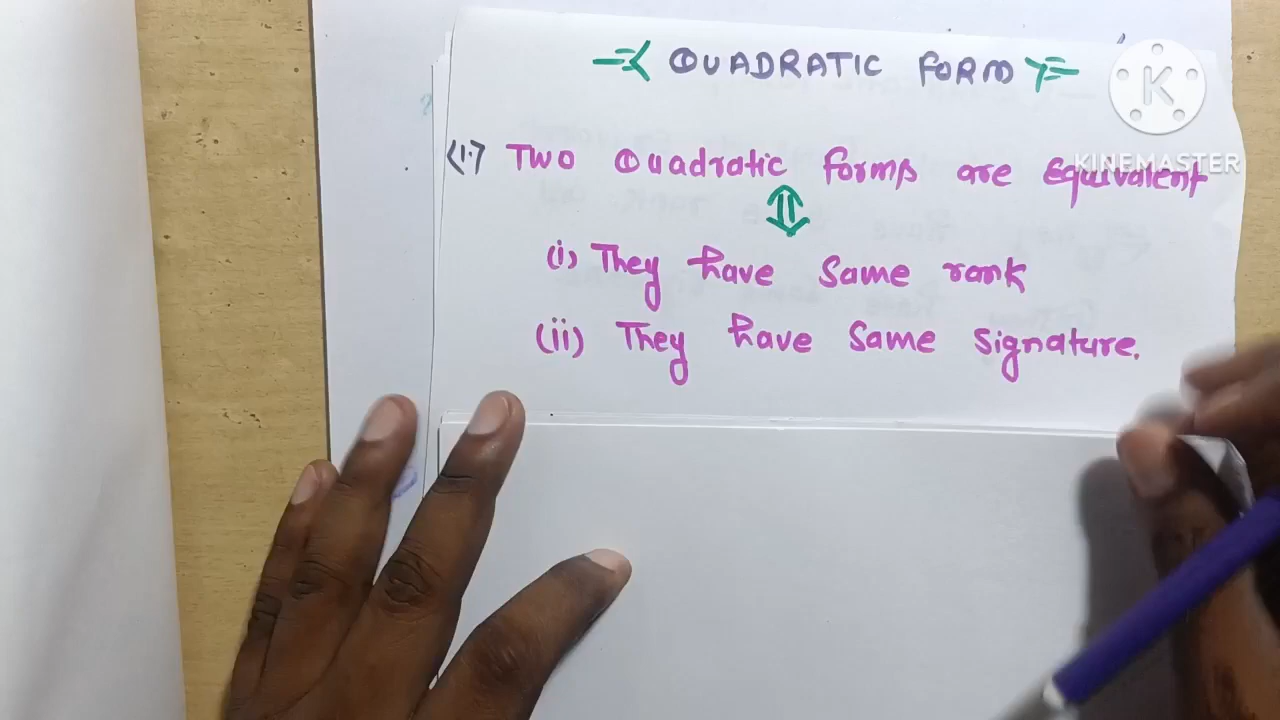 QUADRATIC FORM
K
KINEMASTER
(1.) Two Quadratic forms are Equivalent
⇕
(i) They have same rank
(ii) They have same signature.